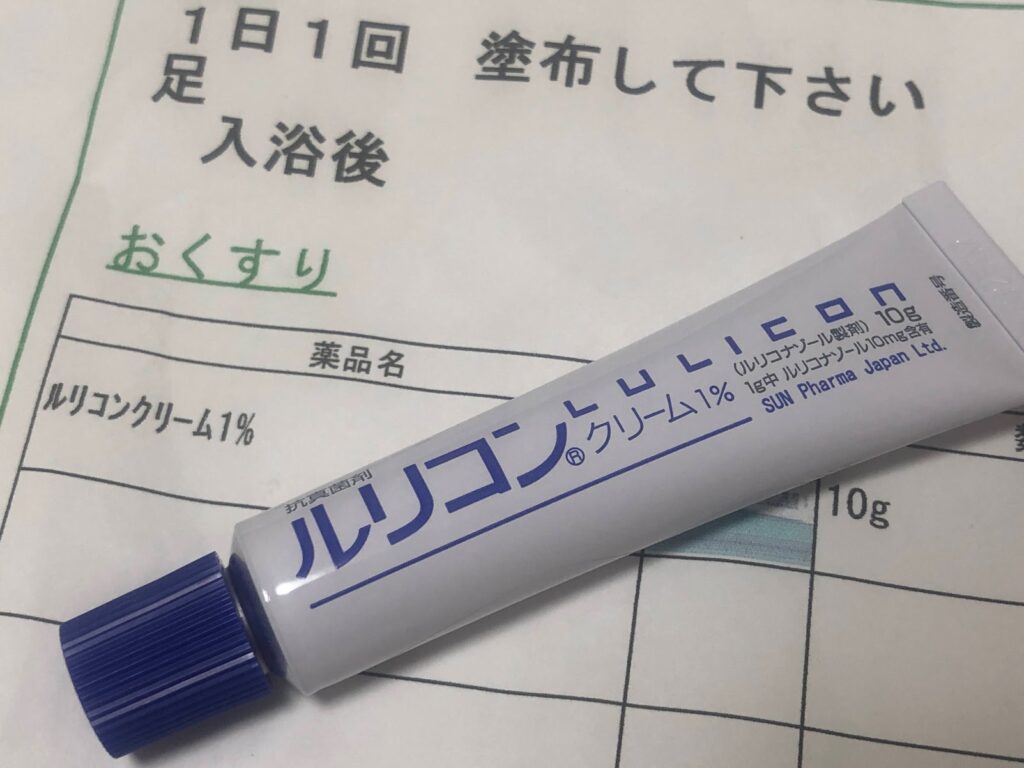 1日1回 塗布して下さい
足
入浴後
おくすり
薬品名
ルリコンクリーム1%
10g
抗真菌剤
ルリコン®クリーム1%
LULICON
10g
(ルリコナゾール製剤)
1g中 ルリコナゾール10mg含有
SUN Pharma Japan Ltd.
製造番号